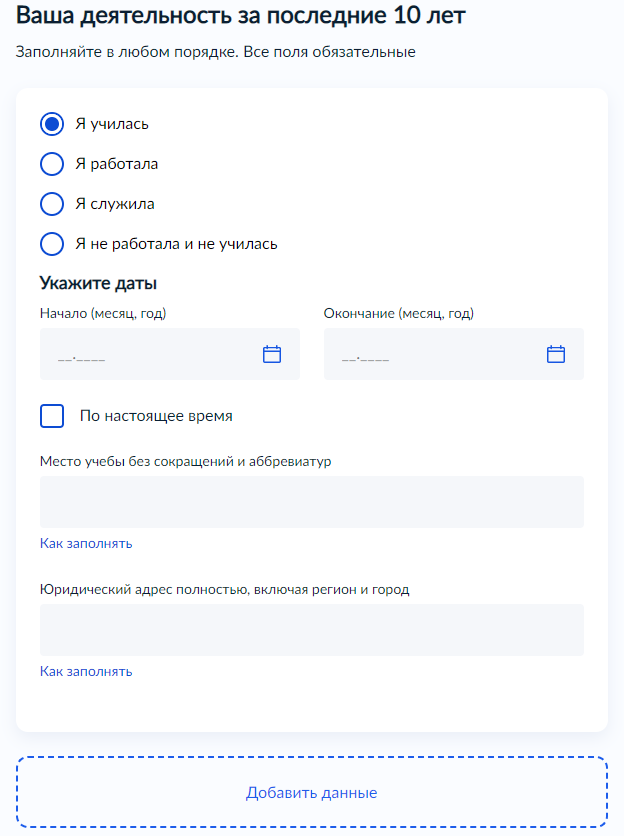 Ваша деятельность за последние 10 лет
Заполняйте в любом порядке. Все поля обязательные
Я училась
Я работала
Я служила
Я не работала и не училась
Укажите даты
Начало (месяц, год)
Окончание (месяц, год)
__.____
__.____
По настоящее время
Место учебы без сокращений и аббревиатур
Как заполнять
Юридический адрес полностью, включая регион и город
Как заполнять
Добавить данные